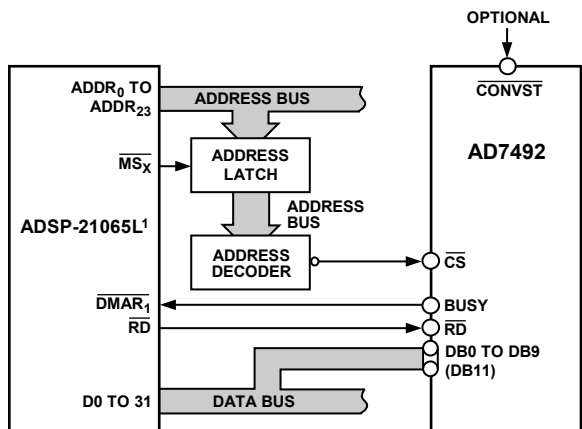 OPTIONAL
CONVST
AD7492
ADSP-21065L¹
ADDR₀ TO
ADDR₂₃
ADDRESS BUS
MSₓ
ADDRESS
LATCH
ADDRESS
BUS
ADDRESS
DECODER
CS
DMAR₁
BUSY
RD
RD
DB0 TO DB9
(DB11)
D0 TO 31
DATA BUS